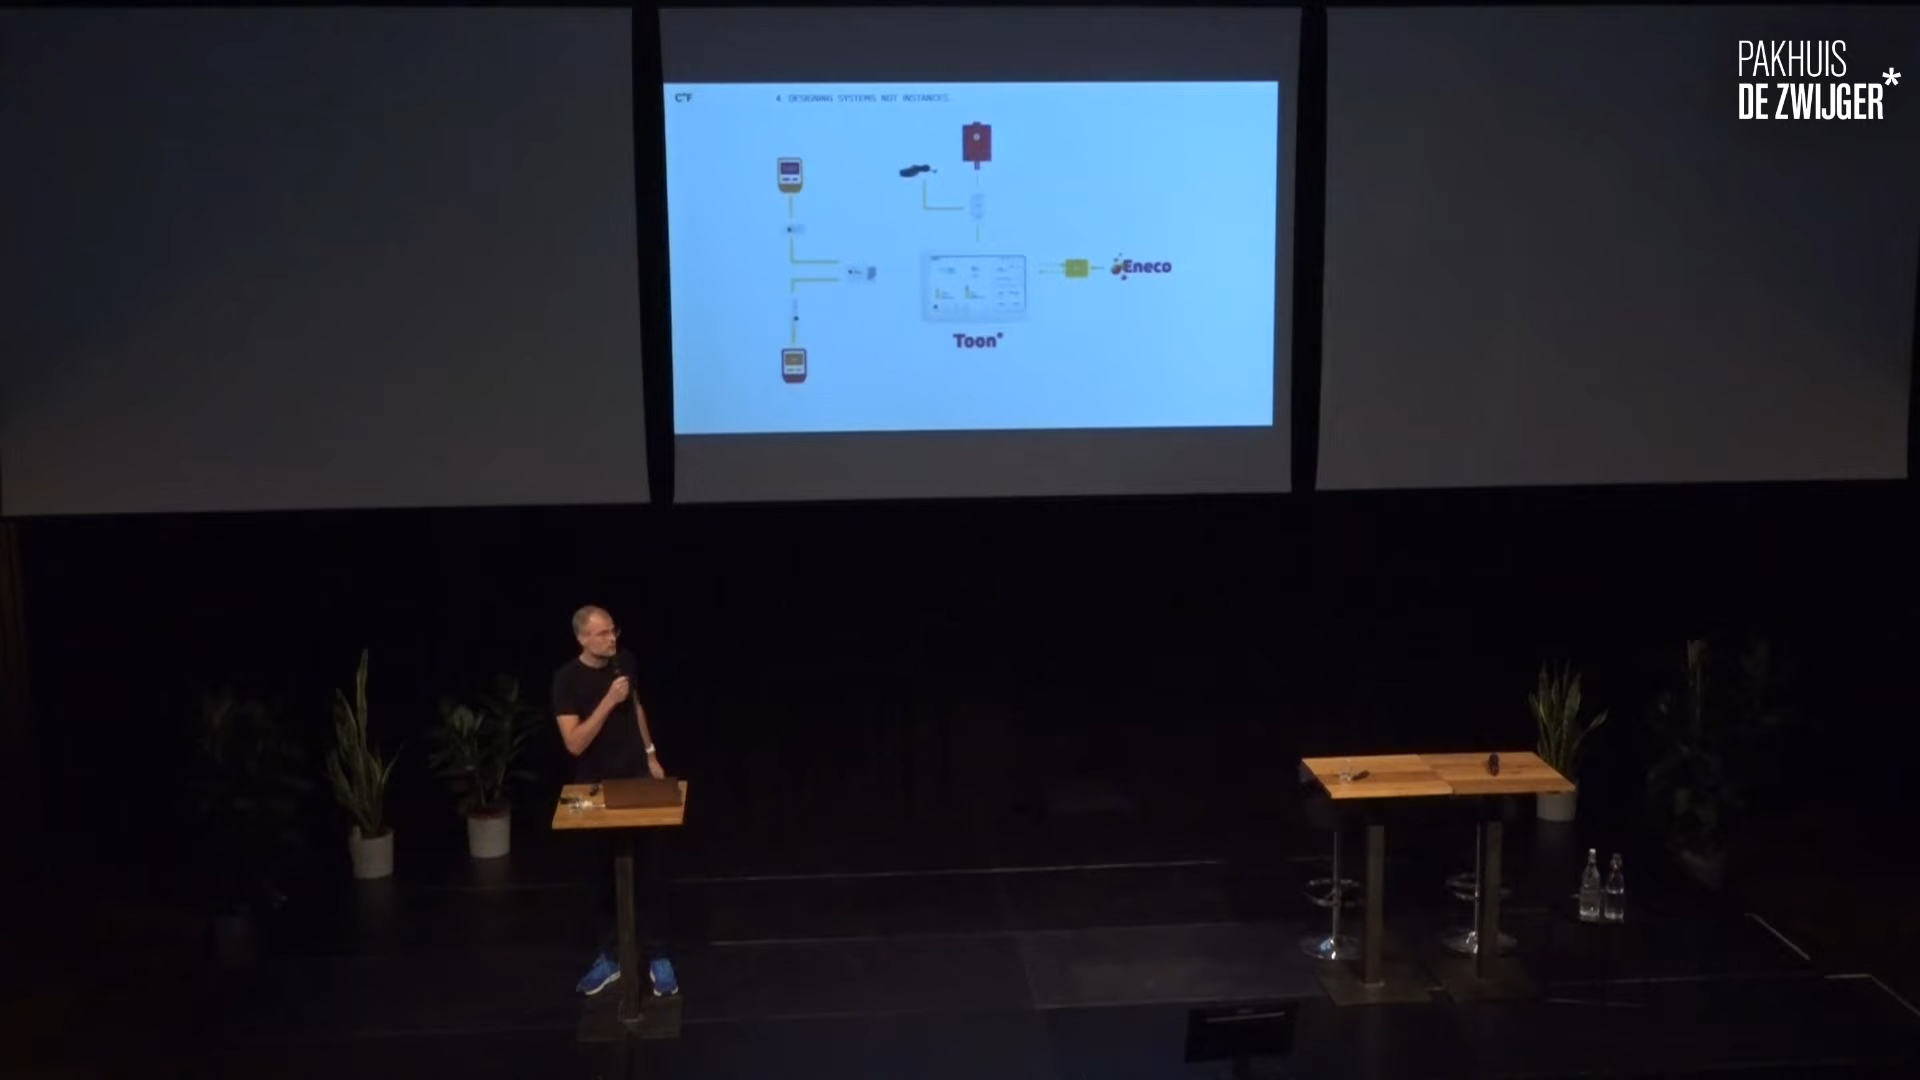 PAKHUIS
DE ZWIJGER*
4. DESIGNING SYSTEMS NOT INSTANCES.
Eneco
Toon